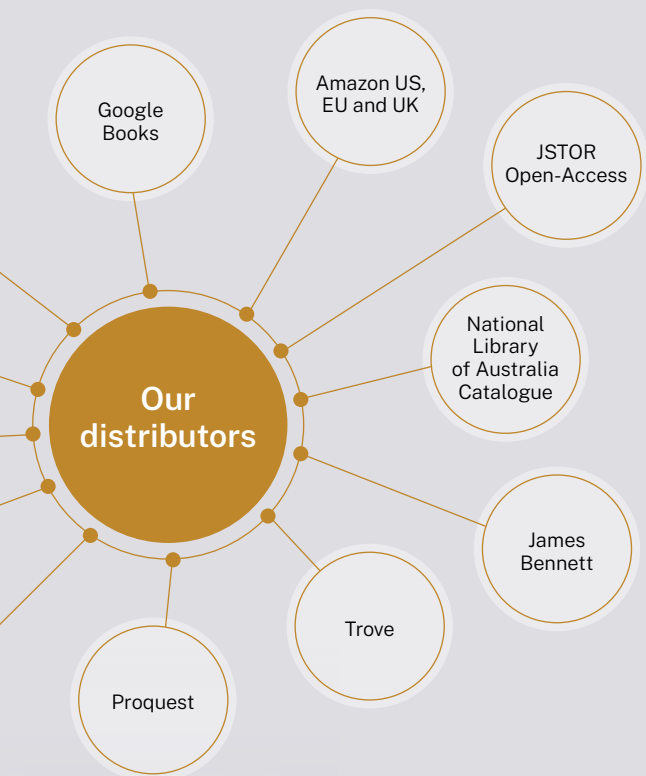 Our
distributors
Google
Books
Amazon US,
EU and UK
JSTOR
Open-Access
National
Library
of Australia
Catalogue
James
Bennett
Trove
Proquest